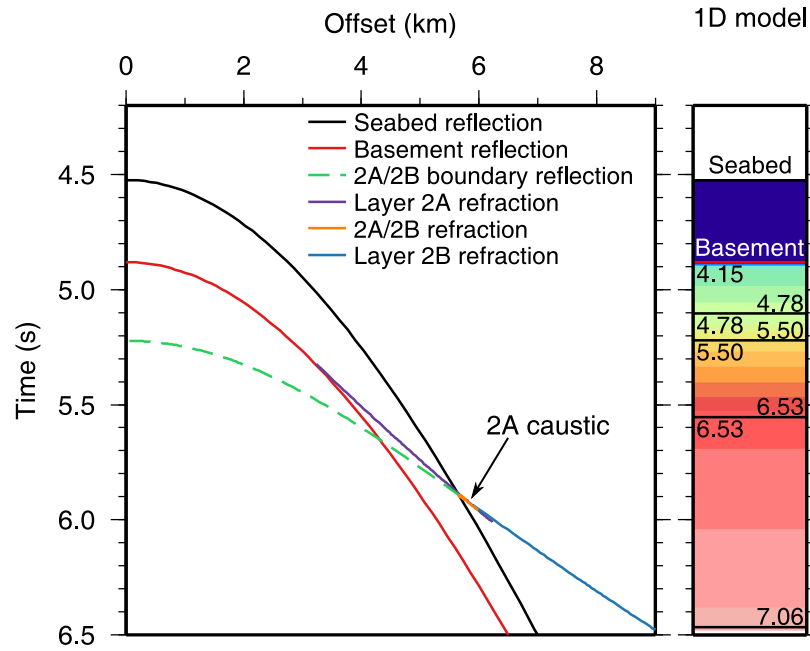 Offset (km)
1D model
0 2 4 6 8
Seabed reflection
Basement reflection
2A/2B boundary reflection
Layer 2A refraction
2A/2B refraction
Layer 2B refraction
Time (s)
4.5
5.0
5.5
6.0
6.5
2A caustic
Seabed
Basement
4.15
4.78
4.78
5.50
5.50
6.53
6.53
7.06